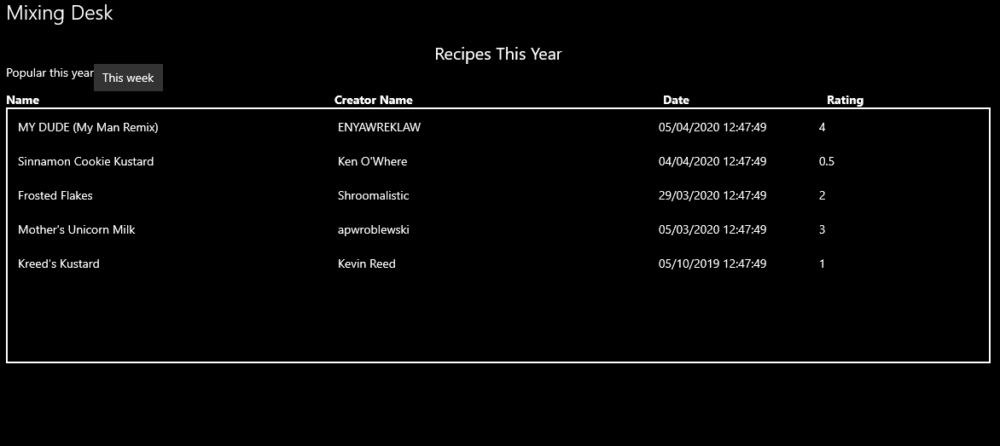 Mixing Desk
Recipes This Year
Popular this year This week
Name Creator Name Date Rating
MY DUDE (My Man Remix) ENYAWREKLAW 05/04/2020 12:47:49 4
Sinnamon Cookie Kustard Ken O'Where 04/04/2020 12:47:49 0.5
Frosted Flakes Shroomalistic 29/03/2020 12:47:49 2
Mother's Unicorn Milk apwroblewski 05/03/2020 12:47:49 3
Kreed's Kustard Kevin Reed 05/10/2019 12:47:49 1